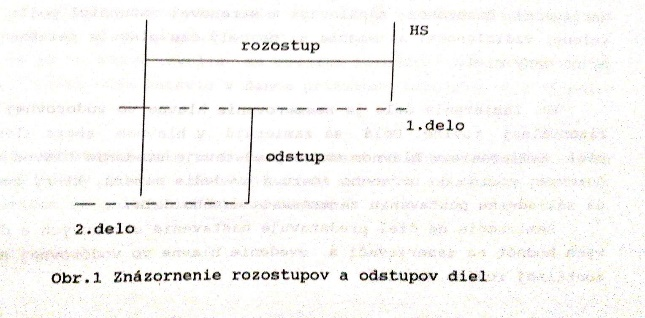 HS
rozostup
1.delo
odstup
2.delo
Obr.1 Znázornenie rozostupov a odstupov diel